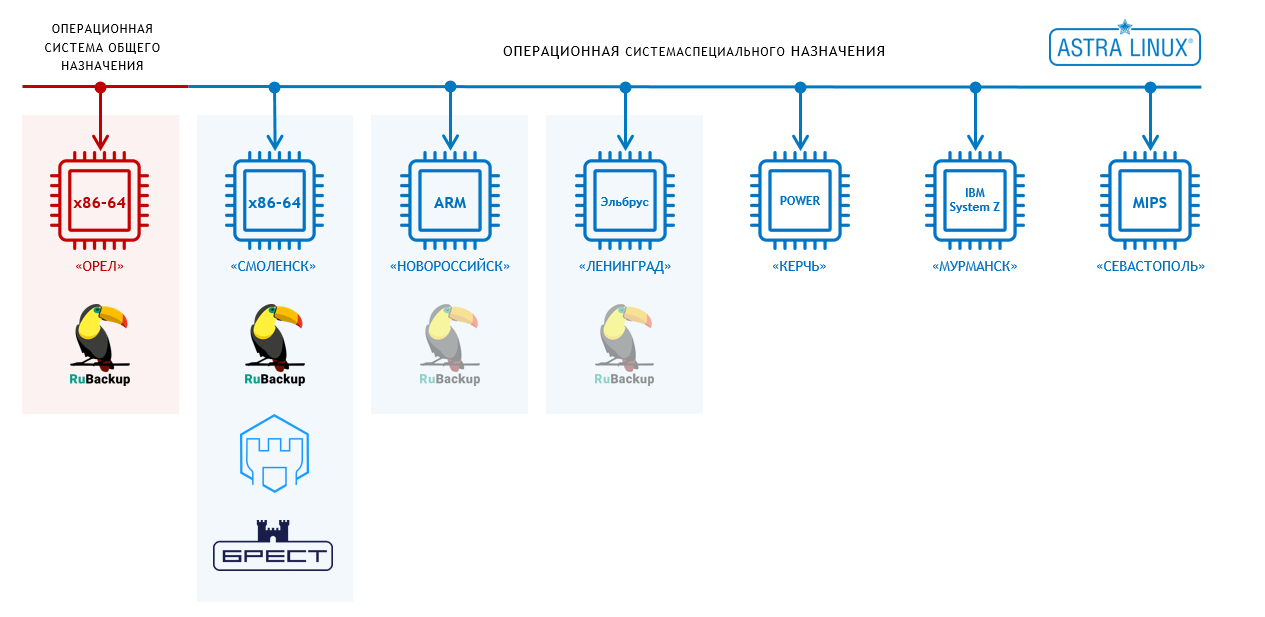 ОПЕРАЦИОННАЯ
СИСТЕМА ОБЩЕГО
НАЗНАЧЕНИЯ
ОПЕРАЦИОННАЯ СИСТЕМАСПЕЦИАЛЬНОГО НАЗНАЧЕНИЯ
ASTRA LINUX®
x86-64
x86-64
ARM
Эльбрус
POWER
IBM
System Z
MIPS
«ОРЕЛ»
«СМОЛЕНСК»
«НОВОРОССИЙСК»
«ЛЕНИНГРАД»
«КЕРЧЬ»
«МУРМАНСК»
«СЕВАСТОПОЛЬ»
RuBackup
RuBackup
RuBackup
RuBackup
БРЕСТ